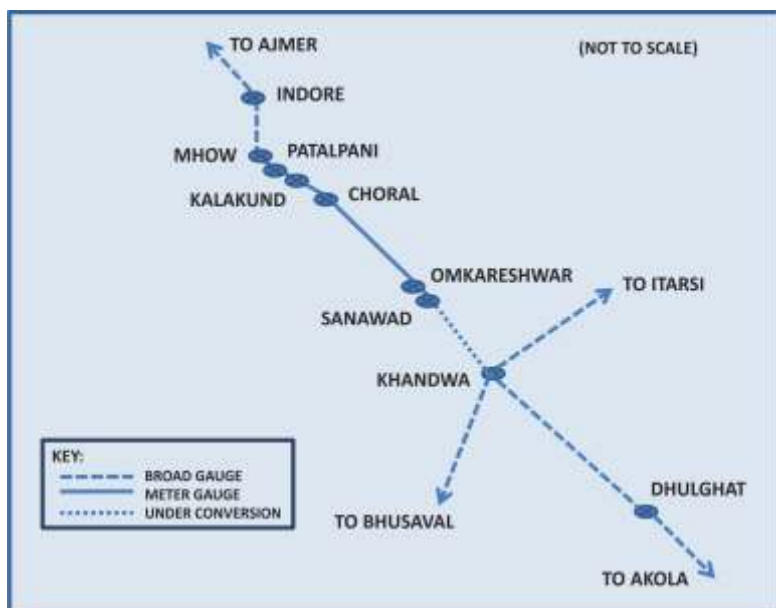 TO AJMER
(NOT TO SCALE)
INDORE
MHOW
PATALPANI
KALAKUND
CHORAL
OMKARESHWAR
TO ITARSI
SANAWAD
KHANDWA
KEY:
BROAD GAUGE
METER GAUGE
UNDER CONVERSION
DHULGHAT
TO BHUSAVAL
TO AKOLA